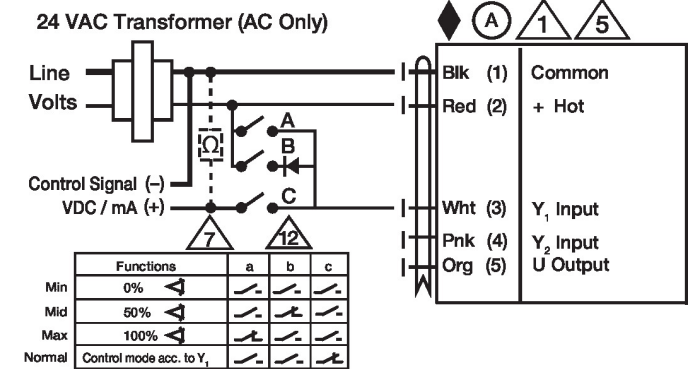 24 VAC Transformer (AC Only)
A 1 5
Line
Volts
Blk (1) Common
Red (2) + Hot
A
B
Ω
Control Signal (–)
VDC / mA (+)
C
Wht (3) Y1 Input
Pnk (4) Y2 Input
Org (5) U Output
7 12
Functions a b c
Min 0%
Mid 50%
Max 100%
Normal Control mode acc. to Y1